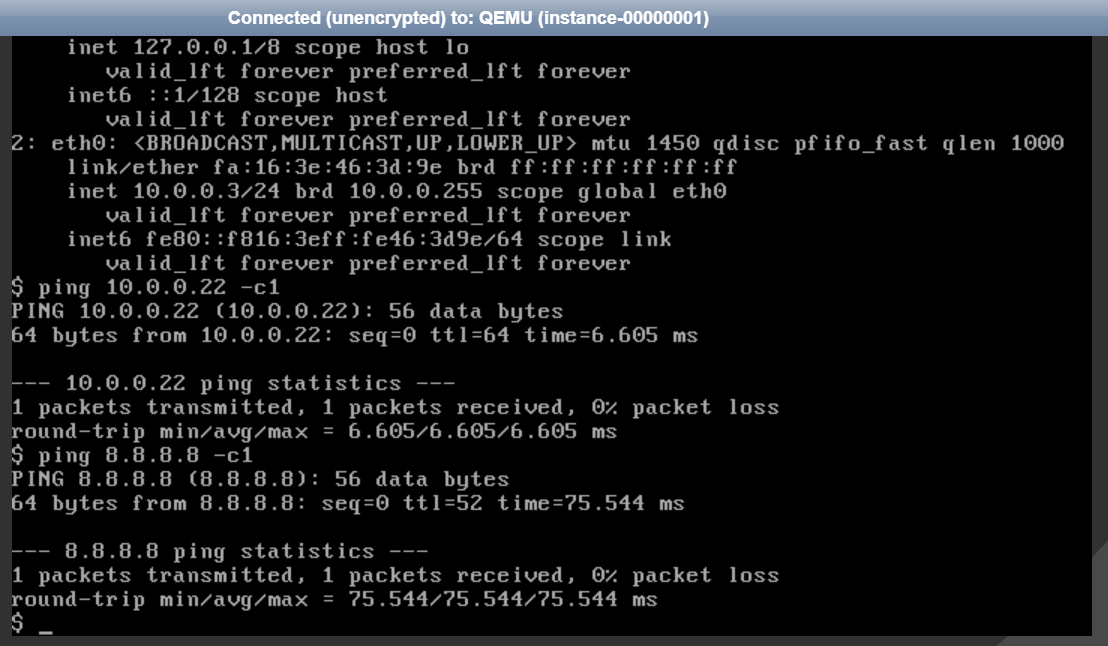 Connected (unencrypted) to: QEMU (instance-00000001)
inet 127.0.0.1/8 scope host lo
valid_lft forever preferred_lft forever
inet6 ::1/128 scope host
valid_lft forever preferred_lft forever
2: eth0: <BROADCAST,MULTICAST,UP,LOWER_UP> mtu 1450 qdisc pfifo_fast qlen 1000
link/ether fa:16:3e:46:3d:9e brd ff:ff:ff:ff:ff:ff
inet 10.0.0.3/24 brd 10.0.0.255 scope global eth0
valid_lft forever preferred_lft forever
inet6 fe80::f816:3eff:fe46:3d9e/64 scope link
valid_lft forever preferred_lft forever
$ ping 10.0.0.22 -c1
PING 10.0.0.22 (10.0.0.22): 56 data bytes
64 bytes from 10.0.0.22: seq=0 ttl=64 time=6.605 ms

--- 10.0.0.22 ping statistics ---
1 packets transmitted, 1 packets received, 0% packet loss
round-trip min/avg/max = 6.605/6.605/6.605 ms
$ ping 8.8.8.8 -c1
PING 8.8.8.8 (8.8.8.8): 56 data bytes
64 bytes from 8.8.8.8: seq=0 ttl=52 time=75.544 ms

--- 8.8.8.8 ping statistics ---
1 packets transmitted, 1 packets received, 0% packet loss
round-trip min/avg/max = 75.544/75.544/75.544 ms
$ _